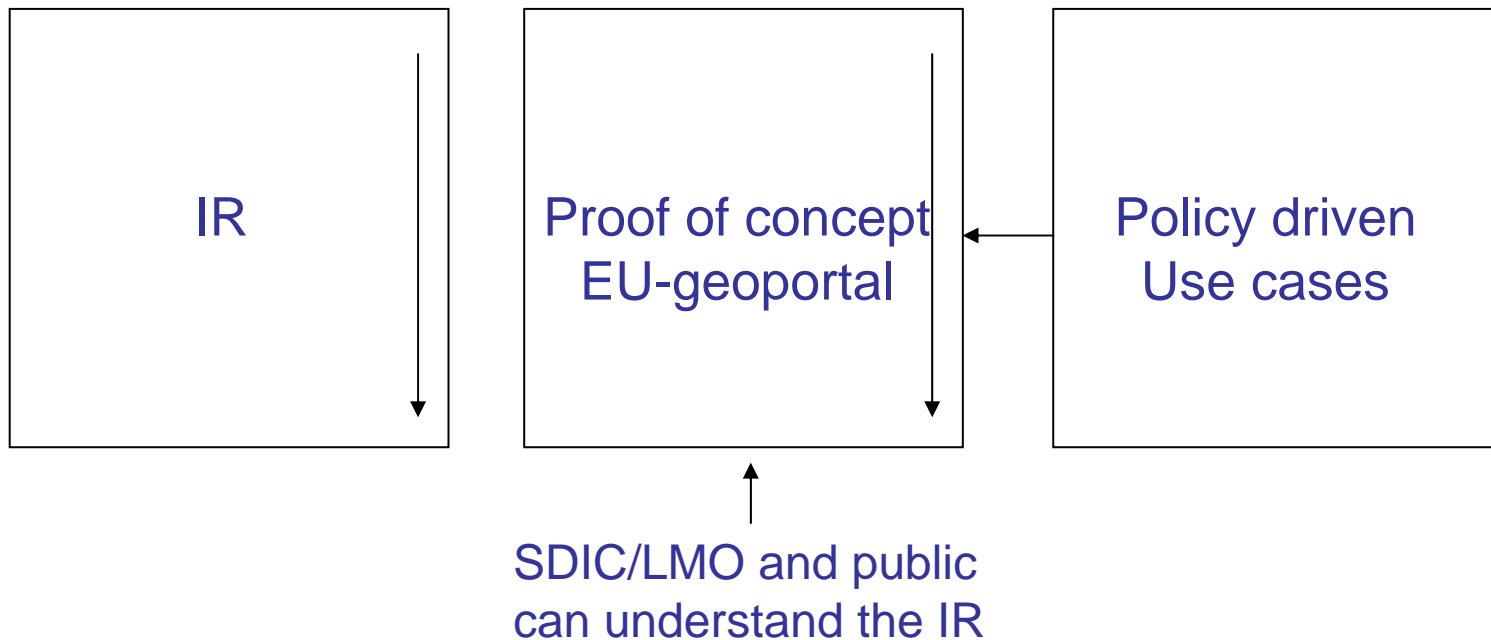 IR
Proof of concept
EU-geoportal
Policy driven
Use cases
SDIC/LMO and public
can understand the IR